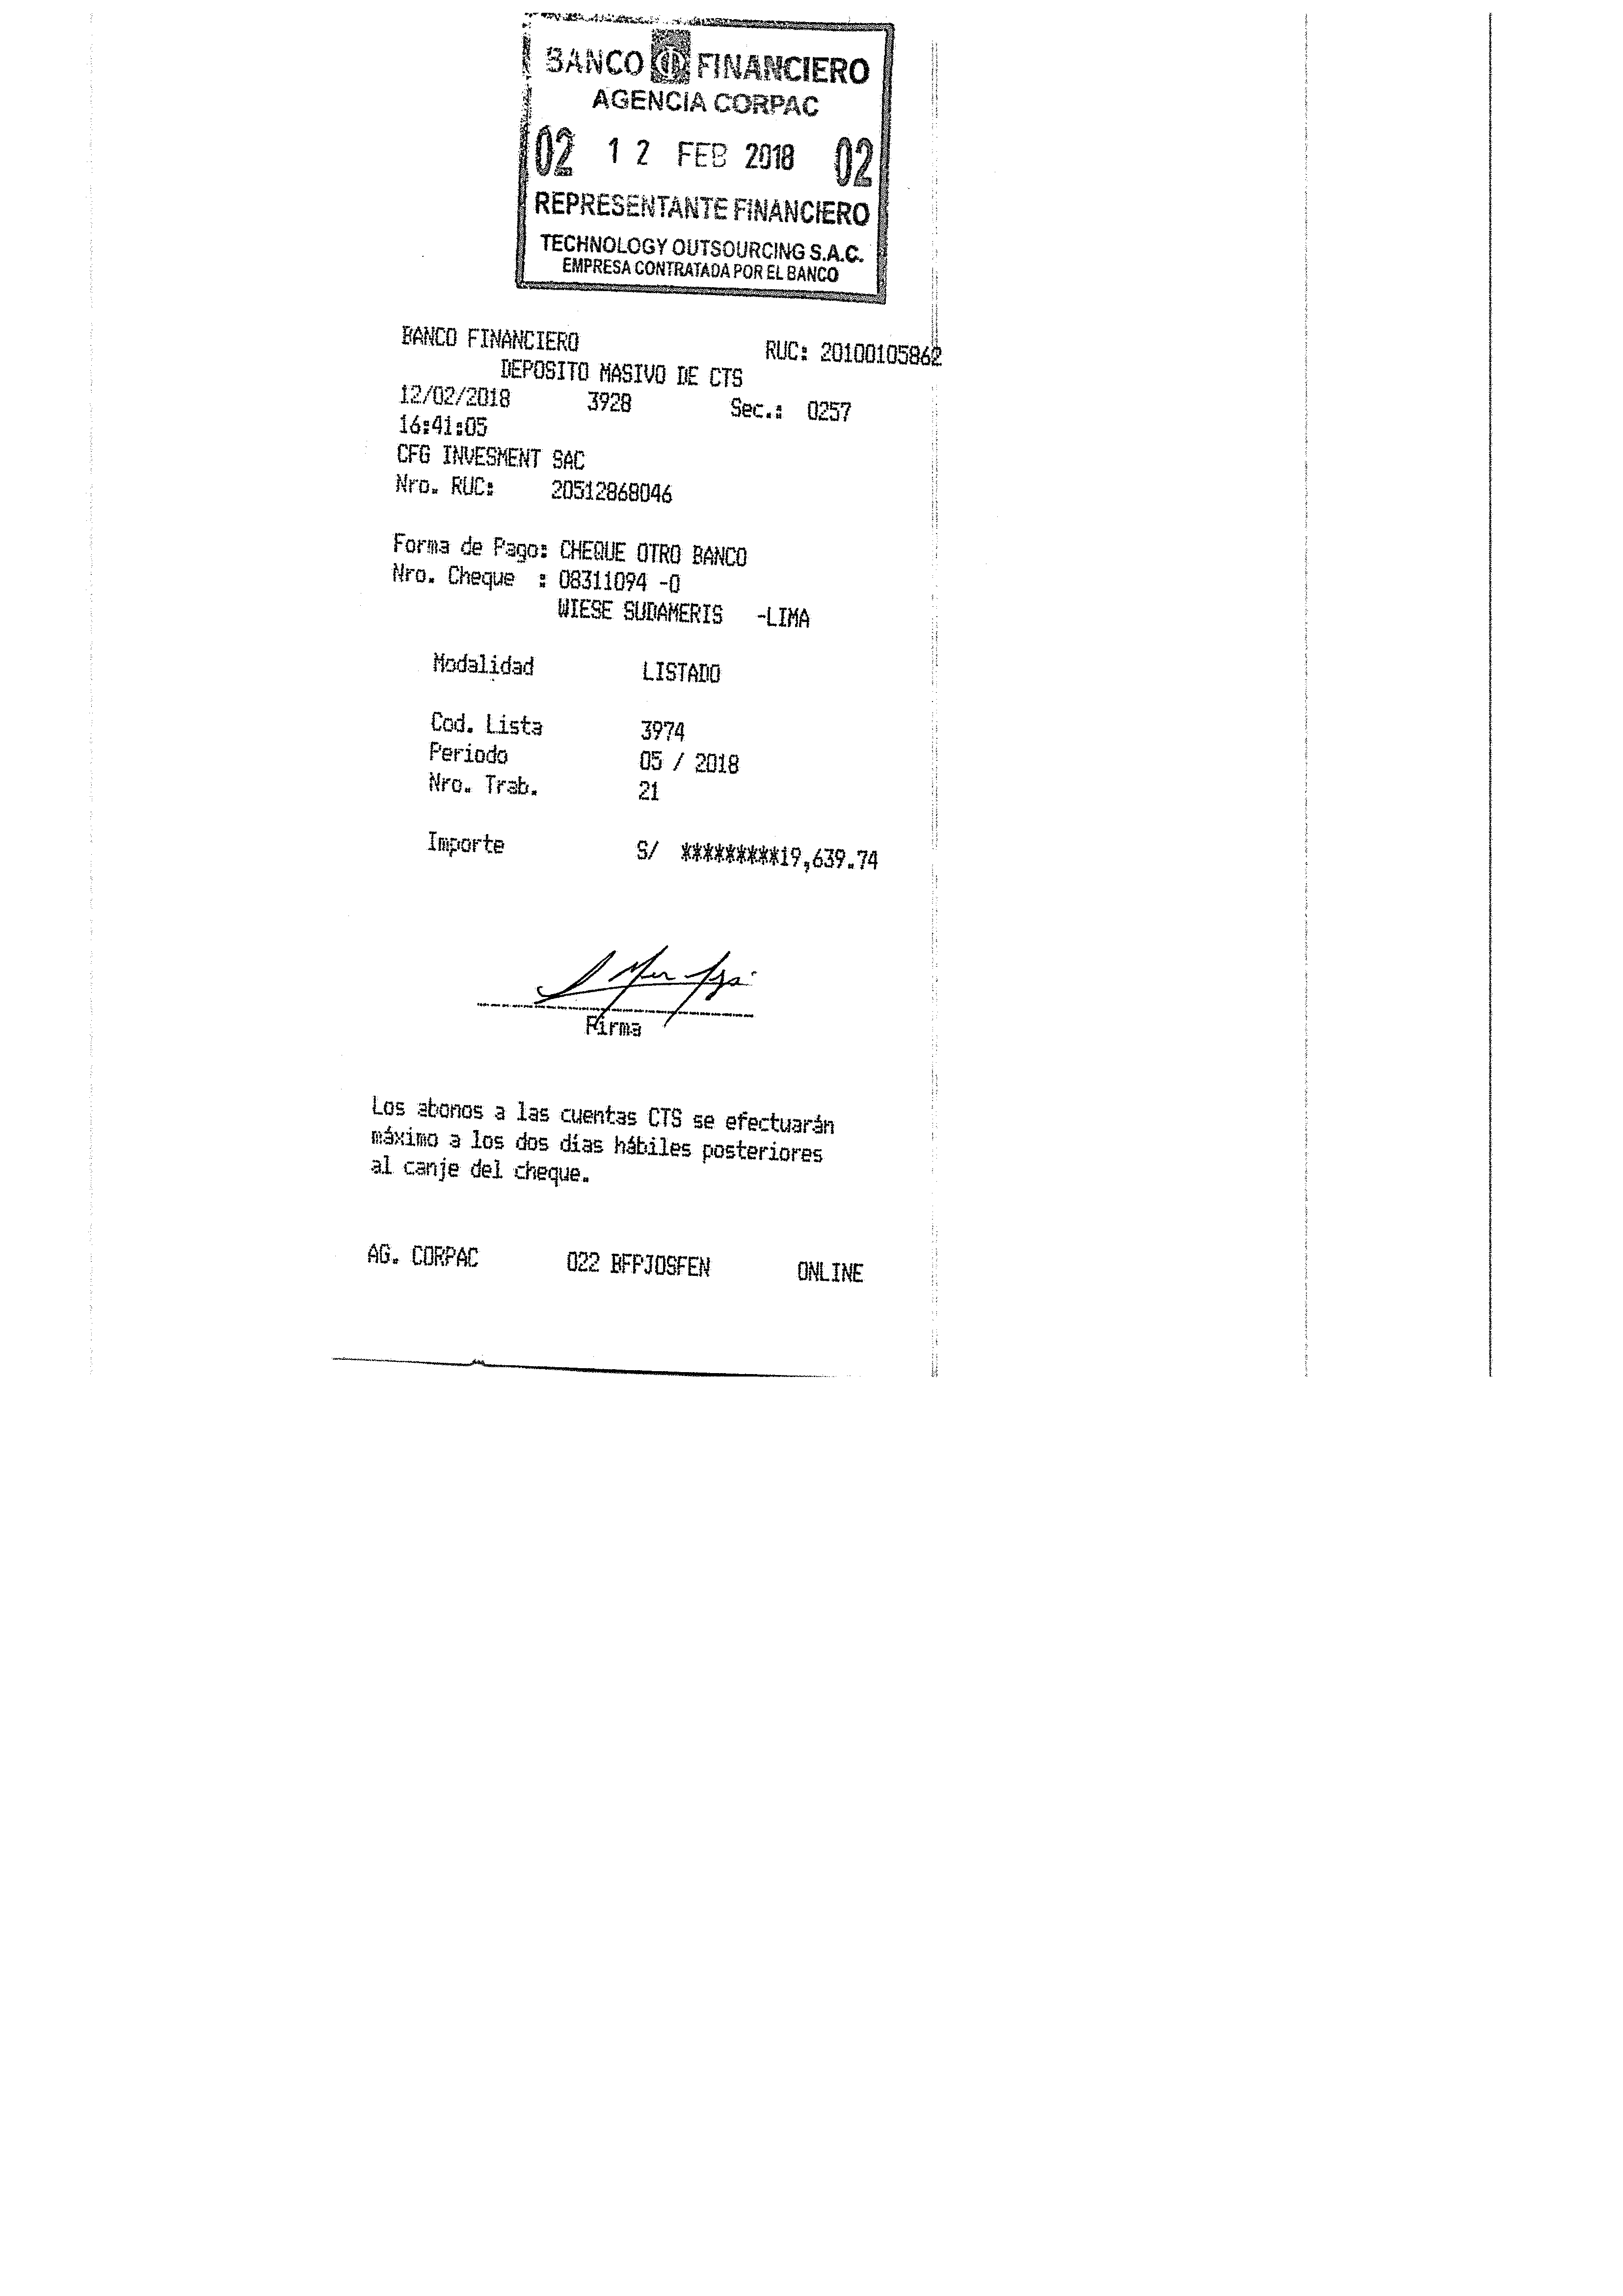 BANCO FINANCIERO
AGENCIA CORPAC
02 12 FEB 2018 02
REPRESENTANTE FINANCIERO
TECHNOLOGY OUTSOURCING S.A.C.
EMPRESA CONTRATADA POR EL BANCO
BANCO FINANCIERO RUC: 20100105862
DEPOSITO MASIVO DE CTS
12/02/2018 3928 Sec.: 0257
16:41:05
CFG INVESMENT SAC
Nro. RUC: 20512868046
Forma de Pago: CHEQUE OTRO BANCO
Nro. Cheque : 08311094 -0
WIESE SUDAMERIS -LIMA
Modalidad LISTADO
Cod. Lista 3974
Periodo 05 / 2018
Nro. Trab. 21
Importe S/ *********19,639.74
Firma
Los abonos a las cuentas CTS se efectuarán
máximo a los dos días hábiles posteriores
al canje del cheque.
AG. CORPAC 022 BFPJOSFEN ONLINE